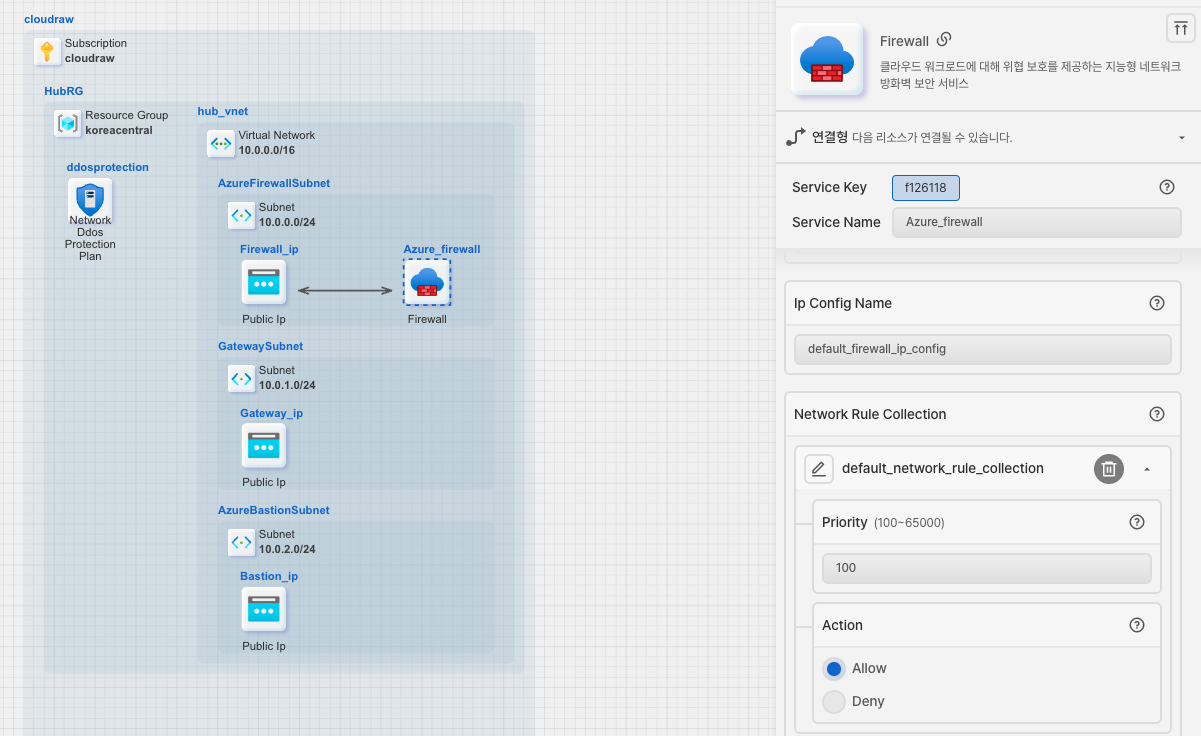 cloudraw
Subscription
cloudraw
HubRG
Resource Group
koreacentral
ddosprotection
Network
Ddos
Protection
Plan
hub_vnet
Virtual Network
10.0.0.0/16
AzureFirewallSubnet
Subnet
10.0.0.0/24
Firewall_ip
Public Ip
Azure_firewall
Firewall
GatewaySubnet
Subnet
10.0.1.0/24
Gateway_ip
Public Ip
AzureBastionSubnet
Subnet
10.0.2.0/24
Bastion_ip
Public Ip
Firewall
클라우드 워크로드에 대해 위협 보호를 제공하는 지능형 네트워크
방화벽 보안 서비스
연결형 다음 리소스가 연결될 수 있습니다.
Service Key f126118
Service Name Azure_firewall
Ip Config Name
default_firewall_ip_config
Network Rule Collection
default_network_rule_collection
Priority (100~65000)
100
Action
Allow
Deny